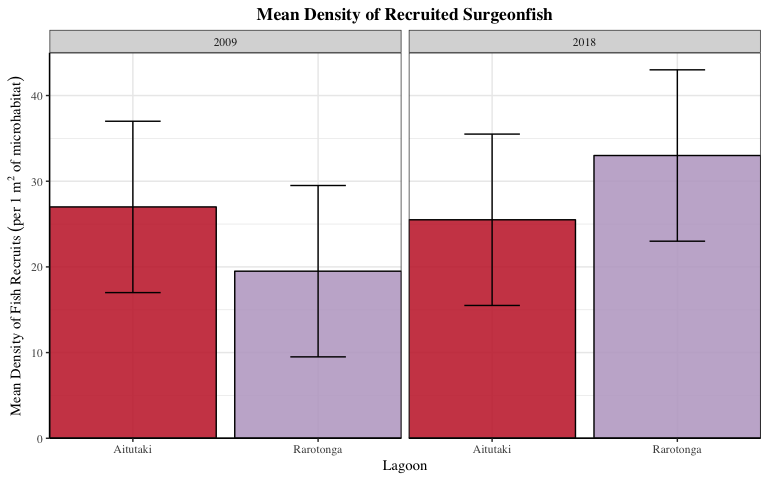 Mean Density of Recruited Surgeonfish
2009
2018
Mean Density of Fish Recruits (per 1 m² of microhabitat)
40
30
20
10
0
Aitutaki
Rarotonga
Aitutaki
Rarotonga
Lagoon